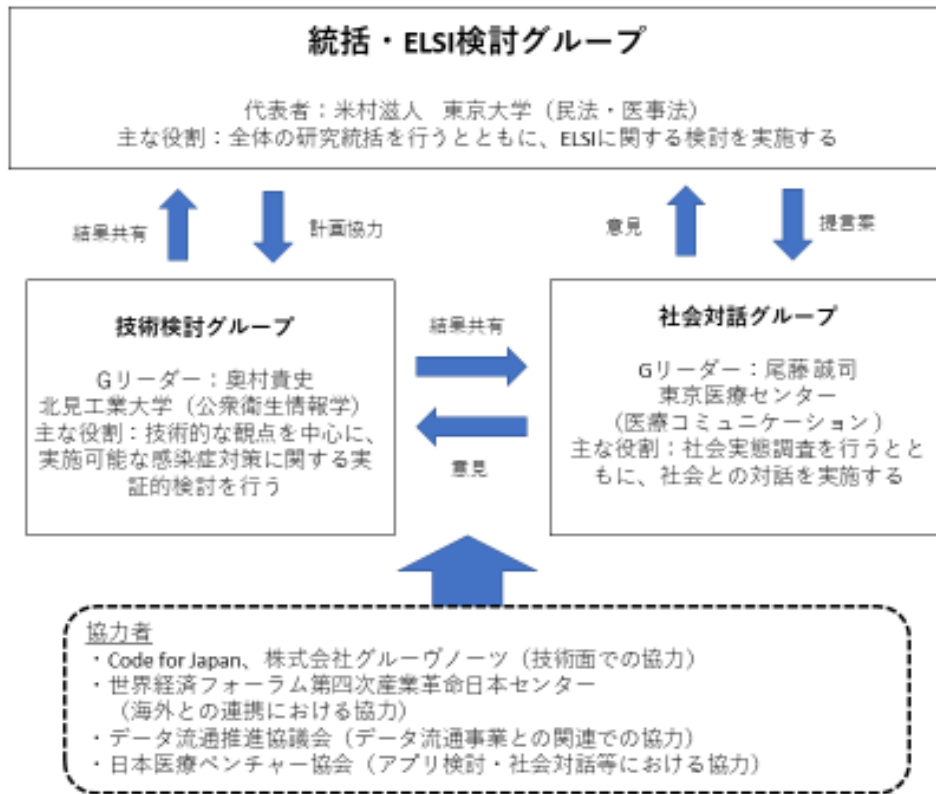 統括・ELSI検討グループ
代表者：米村滋人　東京大学（民法・医事法）
主な役割：全体の研究統括を行うとともに、ELSIに関する検討を実施する
結果共有
計画協力
意見
提言案
技術検討グループ
Gリーダー：奥村貴史
北見工業大学（公衆衛生情報学）
主な役割：技術的な観点を中心に、
実施可能な感染症対策に関する実
証的検討を行う
結果共有
意見
社会対話グループ
Gリーダー：尾藤 誠司
東京医療センター
（医療コミュニケーション）
主な役割：社会実態調査を行うとと
もに、社会との対話を実施する
協力者
・Code for Japan、株式会社グルーヴノーツ（技術面での協力）
・世界経済フォーラム第四次産業革命日本センター
（海外との連携における協力）
・データ流通推進協議会（データ流通事業との関連での協力）
・日本医療ベンチャー協会（アプリ検討・社会対話等における協力）